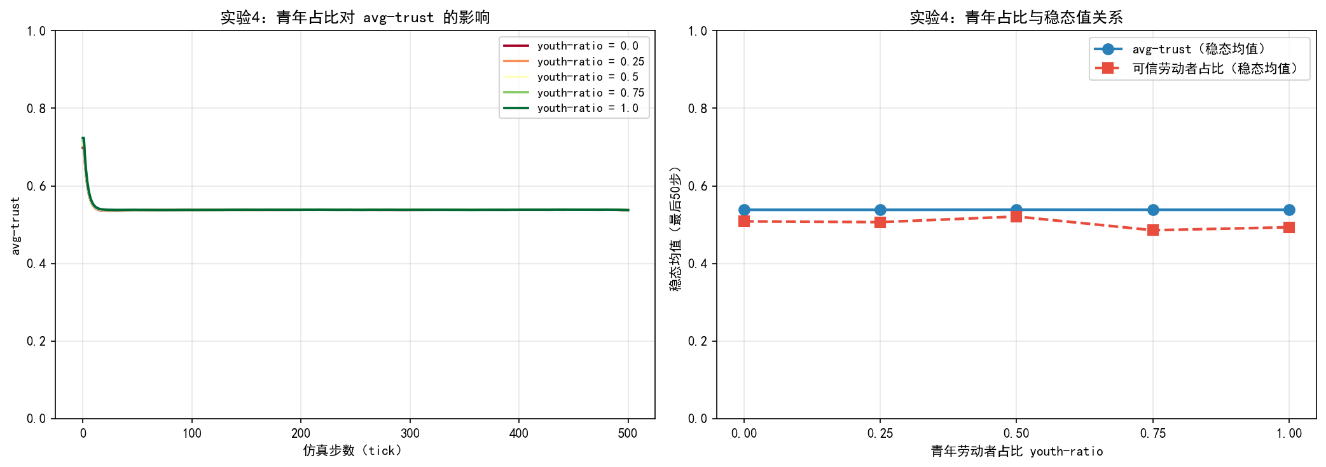 实验4: 青年占比对 avg-trust 的影响
1.0
0.8
0.6
0.4
0.2
0.0
avg-trust
youth-ratio = 0.0
youth-ratio = 0.25
youth-ratio = 0.5
youth-ratio = 0.75
youth-ratio = 1.0
0
100
200
300
400
500
仿真步数（tick）
实验4: 青年占比与稳态值关系
1.0
0.8
0.6
0.4
0.2
0.0
稳态均值（最后50步）
avg-trust（稳态均值）
可信劳动者占比（稳态均值）
0.00
0.25
0.50
0.75
1.00
青年劳动者占比 youth-ratio